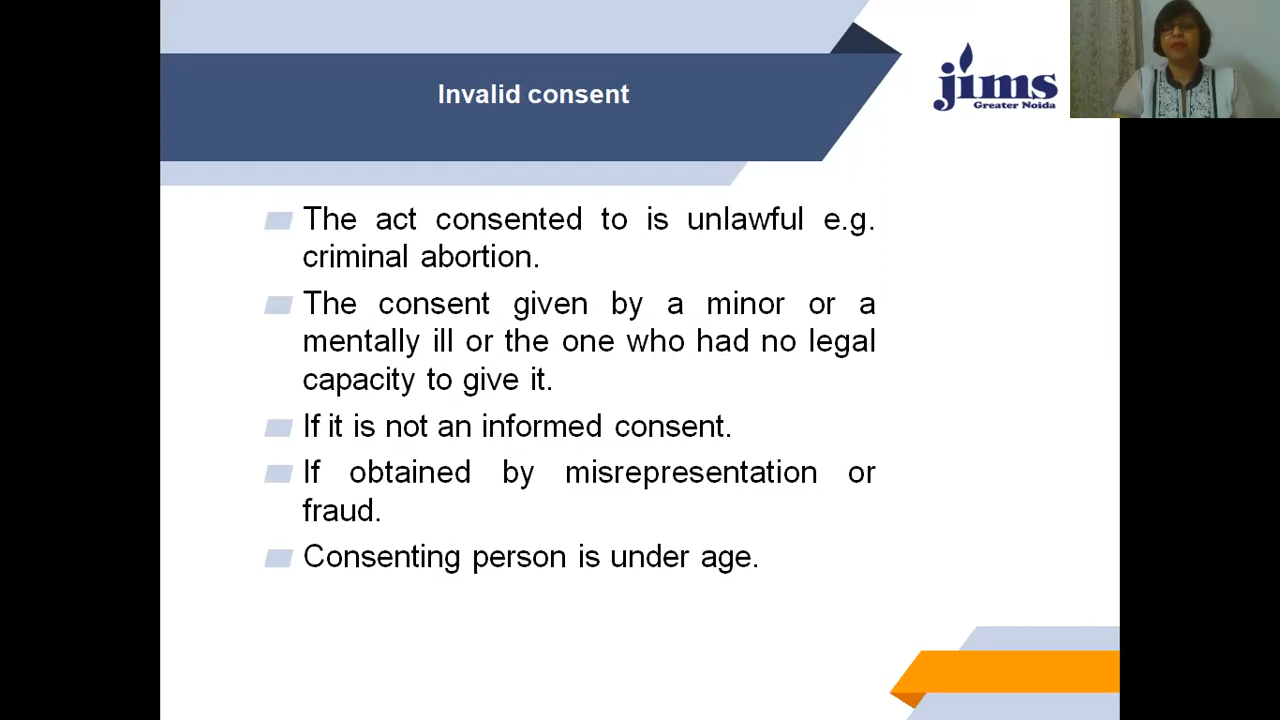 Invalid consent
jims
Greater Noida
The act consented to is unlawful e.g.
criminal abortion.
The consent given by a minor or a
mentally ill or the one who had no legal
capacity to give it.
If it is not an informed consent.
If obtained by misrepresentation or
fraud.
Consenting person is under age.